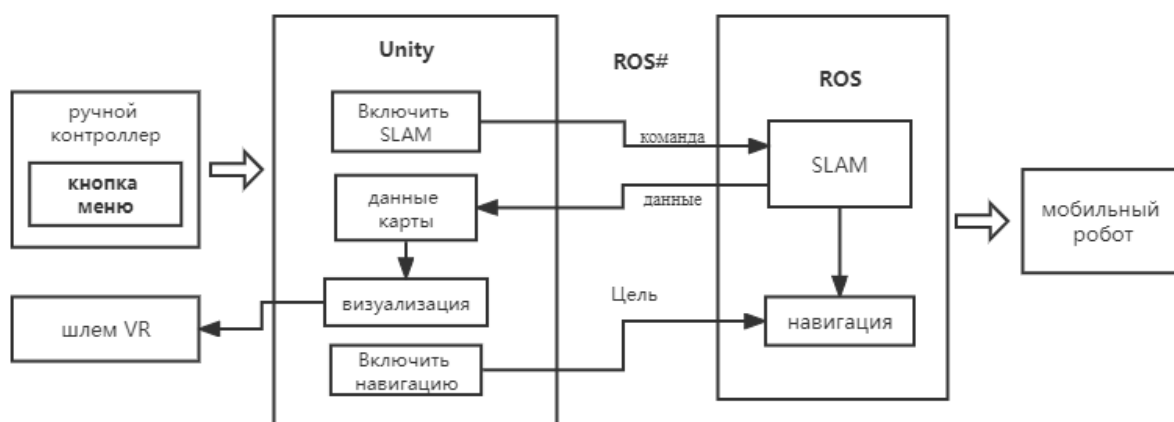 Unity
ROS#
ROS
ручной
контроллер
кнопка
меню
Включить
SLAM
команда
SLAM
данные
карты
данные
мобильный
робот
визуализация
Цель
навигация
шлем VR
Включить
навигацию